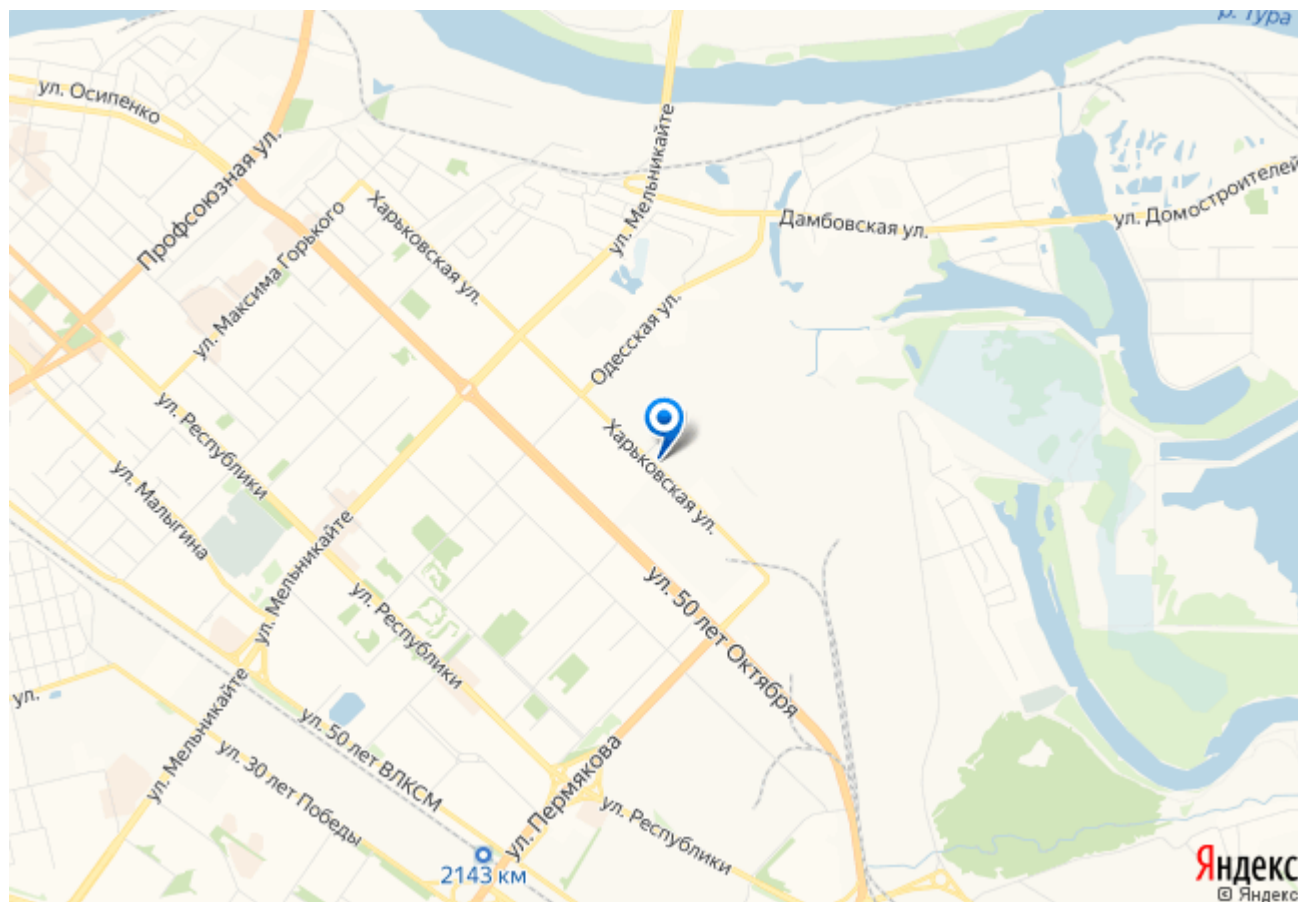 р. Тура
ул. Осипенко
Профсоюзная ул.
ул. Мельникайте
ул. Домостроителей
Дамбовская ул.
Харьковская ул.
ул. Максима Горького
Одесская ул.
ул. Республики
Харьковская ул.
ул. Малыгина
ул. Мельникайте
ул. 50 лет Октября
ул. Республики
ул.
ул. Мельникайте
ул. 50 лет ВЛКСМ
ул. 30 лет Победы
ул. Пермякова
ул. Республики
2143 км
Яндекс
© Яндекс